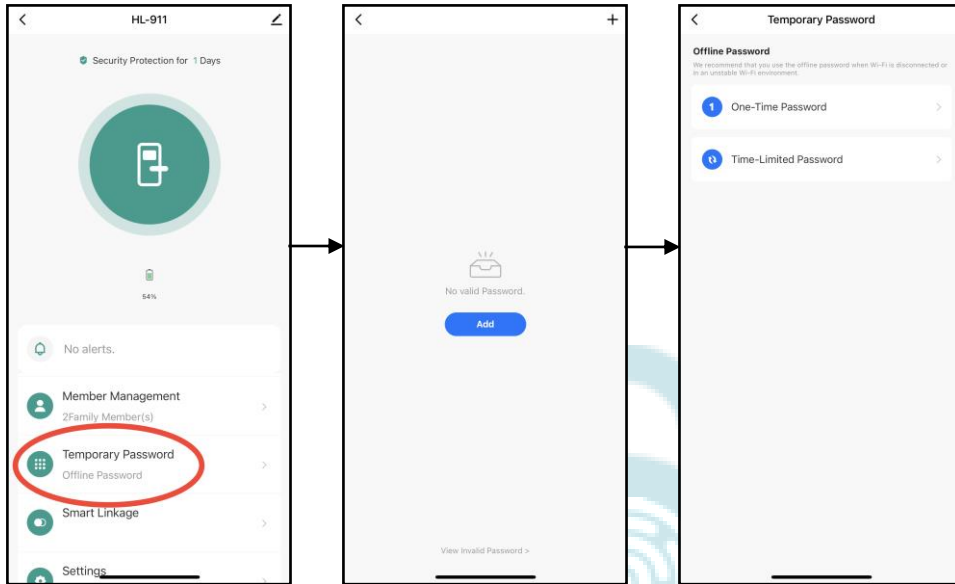 HL-911
Security Protection for 1 Days
54%
No alerts.
Member Management
2Family Member(s)
Temporary Password
Offline Password
Smart Linkage
Settings
No valid Password.
Add
View Invalid Password >
Temporary Password
Offline Password
We recommend that you use the offline password when Wi-Fi is disconnected or
in an unstable Wi-Fi environment.
1 One-Time Password
Time-Limited Password